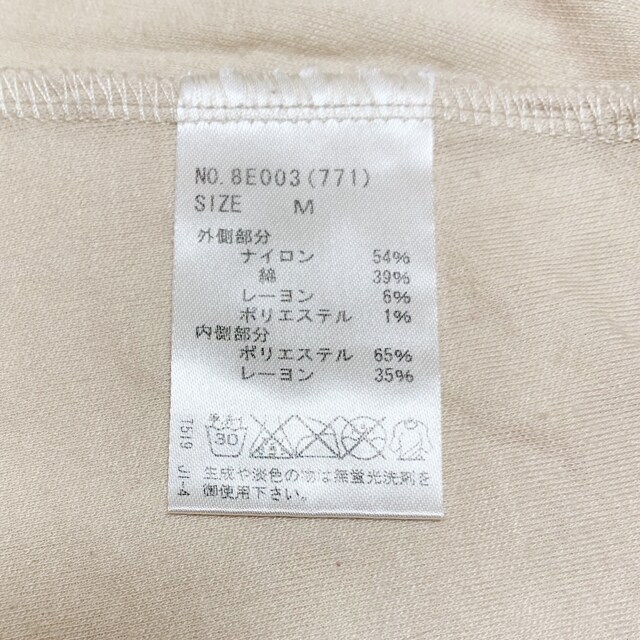 NO. 8E003(771)
SIZE M
外側部分
ナイロン 54%
綿 39%
レーヨン 6%
ポリエステル 1%
内側部分
ポリエステル 65%
レーヨン 35%
30
生成や淡色の物は無蛍光洗剤を
御使用下さい。
T519 JI-4